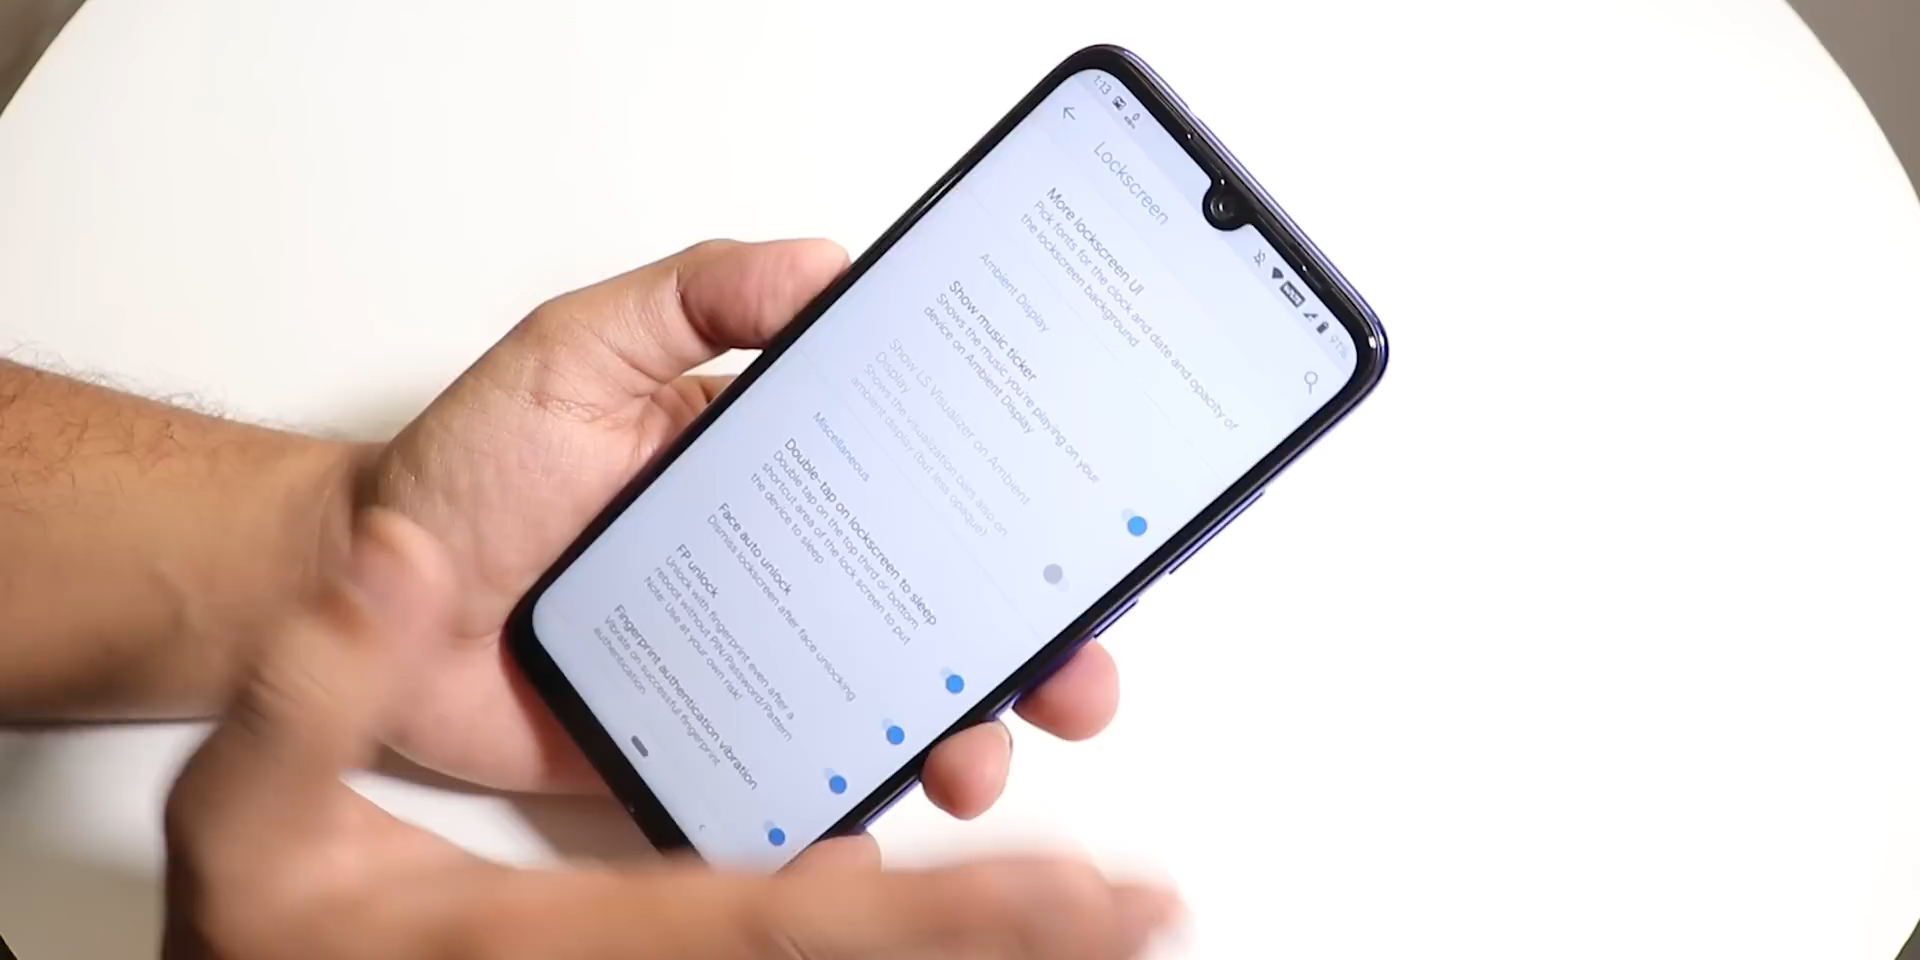 1:13
0
91%
Lockscreen
More lockscreen UI
Pick fonts for the clock and date and opacity of
the lockscreen background
Ambient Display
Show music ticker
Shows the music you're playing on your
device on Ambient Display
Show LS Visualizer on Ambient
Display
Shows the visualization bars also on
ambient display (but less opaque)
Miscellaneous
Double-tap on lockscreen to sleep
Double tap on the top third or bottom
shortcut area of the lock screen to put
the device to sleep
Face auto unlock
Dismiss lockscreen after face unlocking
FP unlock
Unlock with fingerprint even after a
reboot without PIN/Password/Pattern
Note: Use at your own risk!
Fingerprint authentication vibration
Vibrate on successful fingerprint
authentication